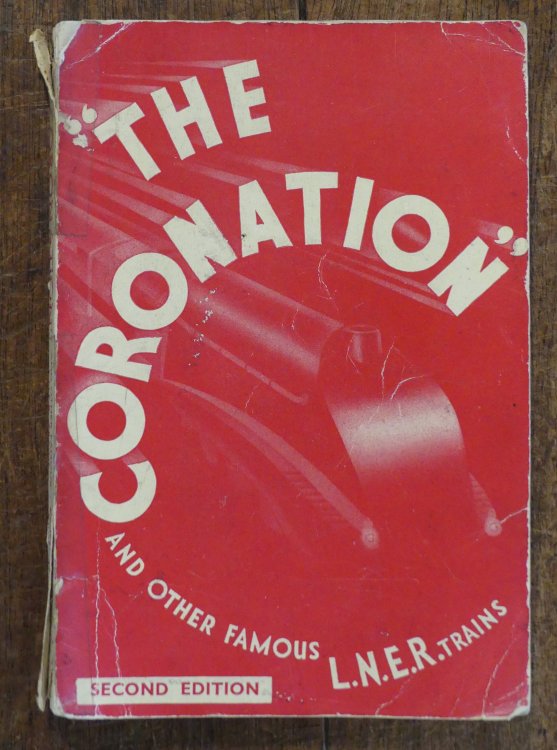 "THE
CORONATION"
AND OTHER FAMOUS L.N.E.R. TRAINS
SECOND EDITION